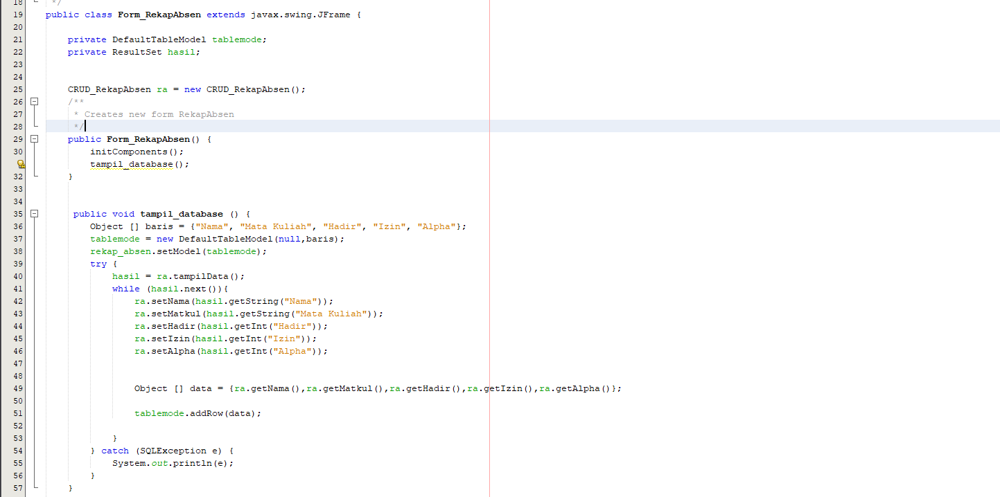 18 */
19 public class Form_RekapAbsen extends javax.swing.JFrame {
20
21 private DefaultTableModel tablemode;
22 private ResultSet hasil;
23
24
25 CRUD_RekapAbsen ra = new CRUD_RekapAbsen();
26 /**
27 * Creates new form RekapAbsen
28 */
29 public Form_RekapAbsen() {
30 initComponents();
tampil_database();
32 }
33
34
35 public void tampil_database () {
36 Object [] baris = {"Nama", "Mata Kuliah", "Hadir", "Izin", "Alpha"};
37 tablemode = new DefaultTableModel(null,baris);
38 rekap_absen.setModel(tablemode);
39 try {
40 hasil = ra.tampilData();
41 while (hasil.next()){
42 ra.setNama(hasil.getString("Nama"));
43 ra.setMatkul(hasil.getString("Mata Kuliah"));
44 ra.setHadir(hasil.getInt("Hadir"));
45 ra.setIzin(hasil.getInt("Izin"));
46 ra.setAlpha(hasil.getInt("Alpha"));
47
48
49 Object [] data = {ra.getNama(),ra.getMatkul(),ra.getHadir(),ra.getIzin(),ra.getAlpha()};
50
51 tablemode.addRow(data);
52
53 }
54 } catch (SQLException e) {
55 System.out.println(e);
56 }
57 }